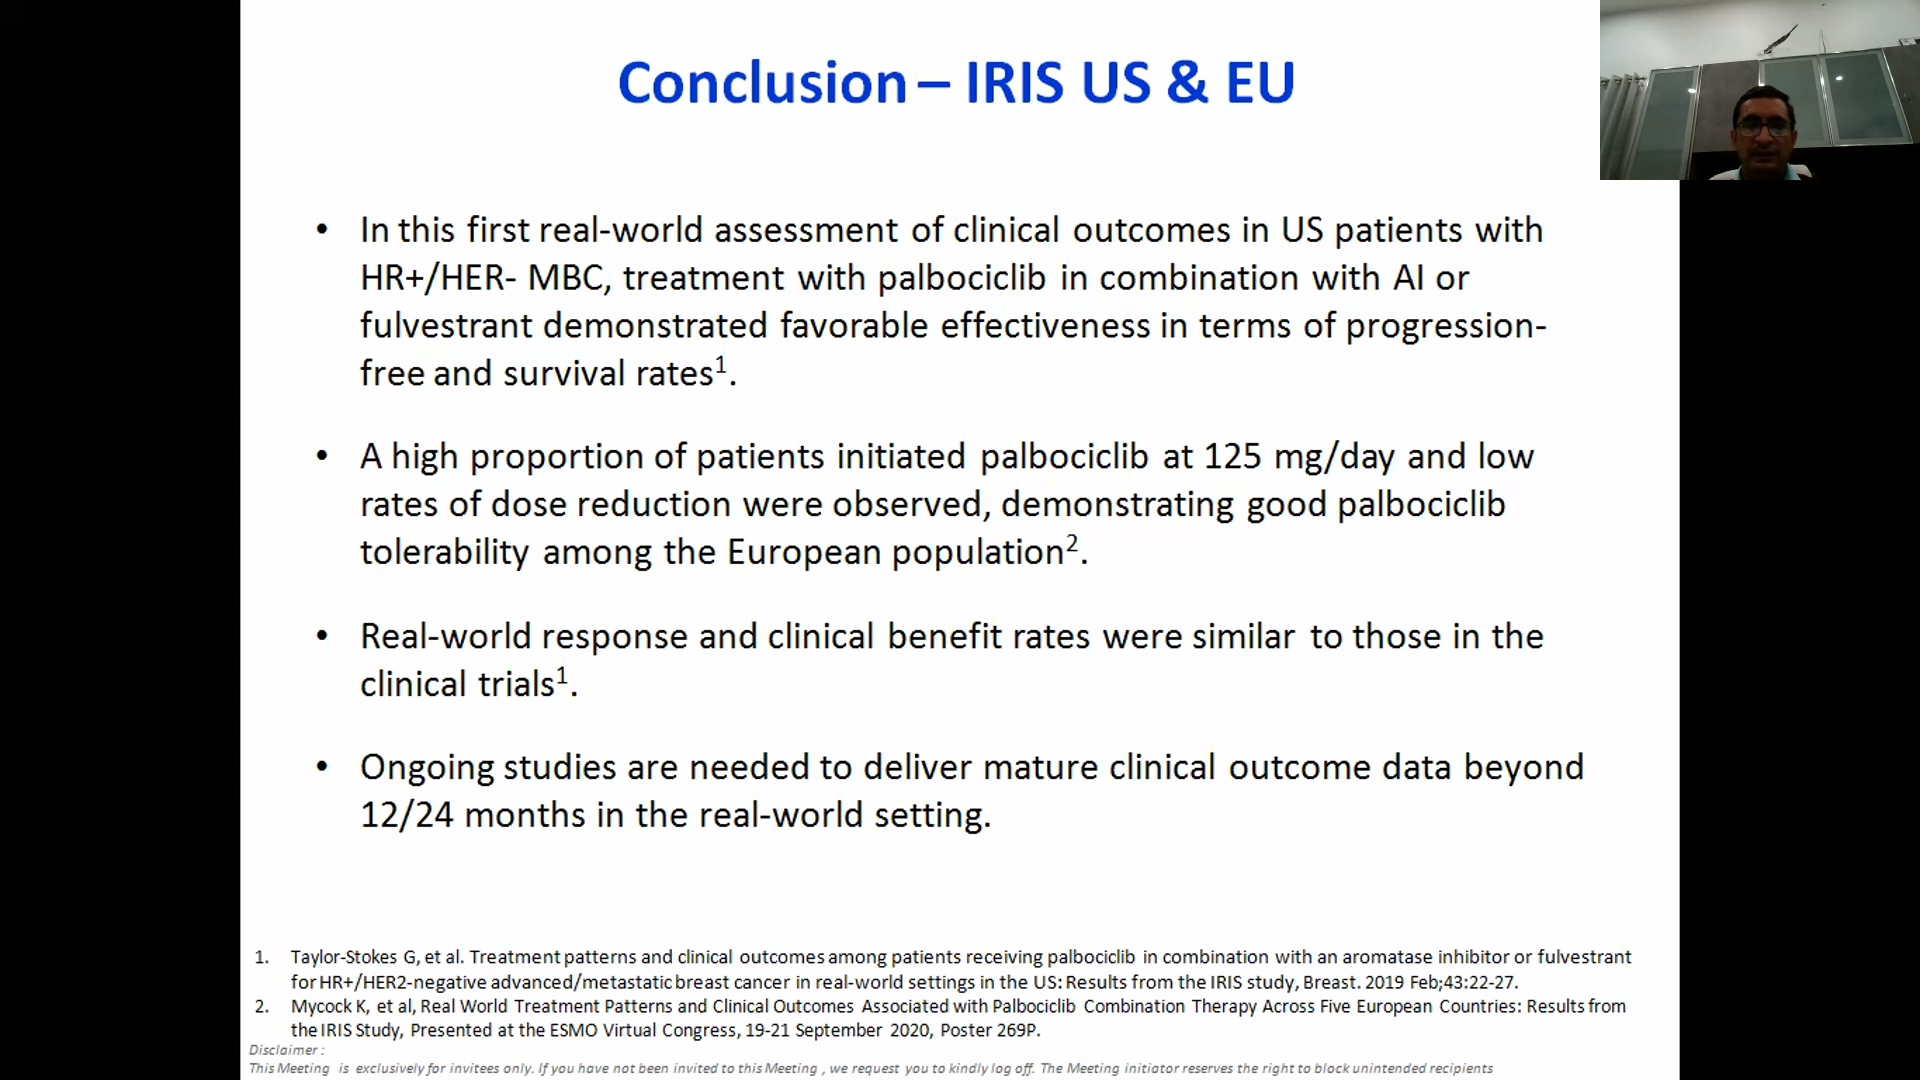 Conclusion – IRIS US & EU
• In this first real-world assessment of clinical outcomes in US patients with
HR+/HER- MBC, treatment with palbociclib in combination with AI or
fulvestrant demonstrated favorable effectiveness in terms of progression-
free and survival rates¹.
• A high proportion of patients initiated palbociclib at 125 mg/day and low
rates of dose reduction were observed, demonstrating good palbociclib
tolerability among the European population².
• Real-world response and clinical benefit rates were similar to those in the
clinical trials¹.
• Ongoing studies are needed to deliver mature clinical outcome data beyond
12/24 months in the real-world setting.
1. Taylor-Stokes G, et al. Treatment patterns and clinical outcomes among patients receiving palbociclib in combination with an aromatase inhibitor or fulvestrant
for HR+/HER2-negative advanced/metastatic breast cancer in real-world settings in the US: Results from the IRIS study, Breast. 2019 Feb;43:22-27.
2. Mycock K, et al, Real World Treatment Patterns and Clinical Outcomes Associated with Palbociclib Combination Therapy Across Five European Countries: Results from
the IRIS Study, Presented at the ESMO Virtual Congress, 19-21 September 2020, Poster 269P.
Disclaimer :
This Meeting is exclusively for invitees only. If you have not been invited to this Meeting , we request you to kindly log off. The Meeting initiator reserves the right to block unintended recipients